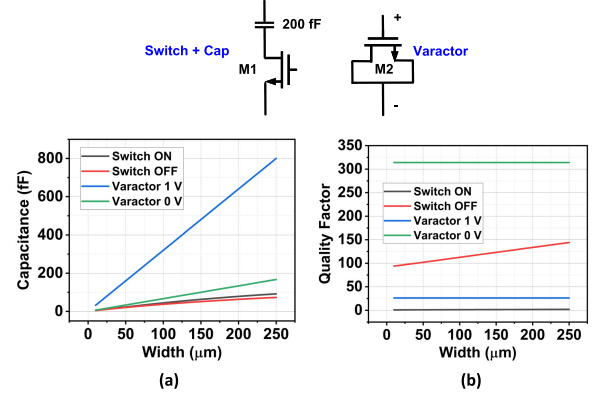 200 fF
Switch + Cap
M1
+
M2
Varactor
-
Capacitance (fF)
800
600
400
200
0
Switch ON
Switch OFF
Varactor 1 V
Varactor 0 V
0 50 100 150 200 250
Width (μm)
(a)
Quality Factor
350
300
250
200
150
100
50
0
Switch ON
Switch OFF
Varactor 1 V
Varactor 0 V
0 50 100 150 200 250
Width (μm)
(b)